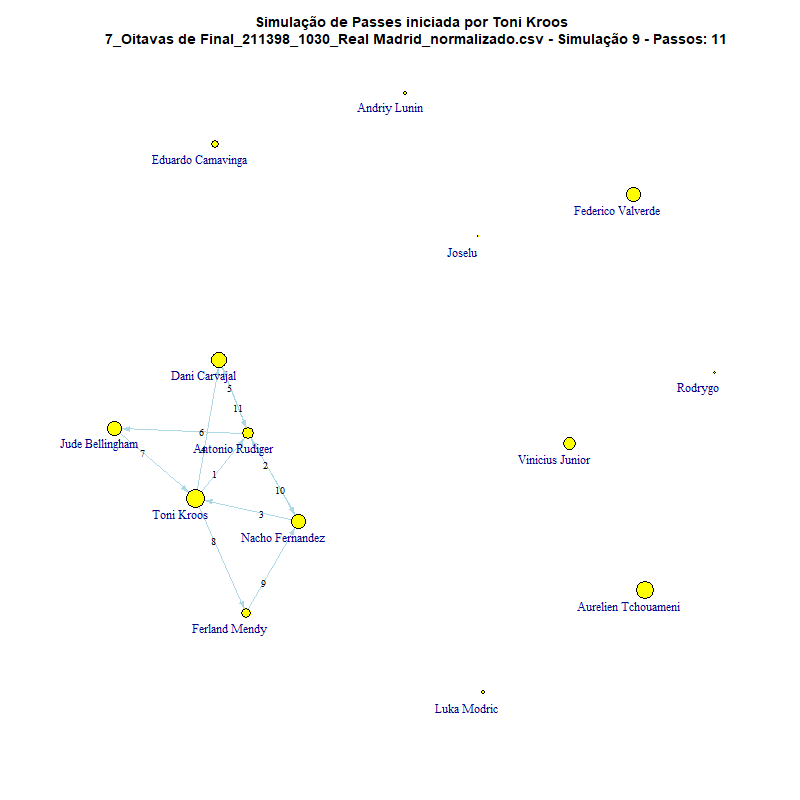 Simulação de Passes iniciada por Toni Kroos
7_Oitavas de Final_211398_1030_Real Madrid_normalizado.csv - Simulação 9 - Passos: 11
Andriy Lunin
Eduardo Camavinga
Federico Valverde
Joselu
Dani Carvajal
Rodrygo
5
11
6
Jude Bellingham
Antonio Rudiger
7
Vinicius Junior
2
1
10
Toni Kroos
3
Nacho Fernandez
8
9
Aurelien Tchouameni
Ferland Mendy
Luka Modric